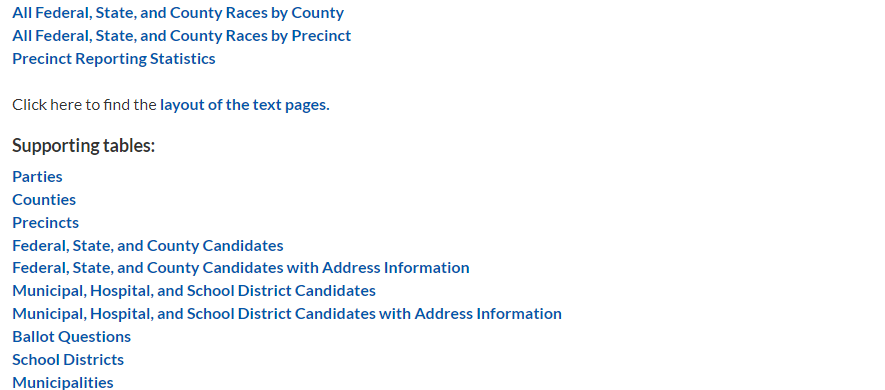 All Federal, State, and County Races by County
All Federal, State, and County Races by Precinct
Precinct Reporting Statistics
Click here to find the layout of the text pages.
Supporting tables:
Parties
Counties
Precincts
Federal, State, and County Candidates
Federal, State, and County Candidates with Address Information
Municipal, Hospital, and School District Candidates
Municipal, Hospital, and School District Candidates with Address Information
Ballot Questions
School Districts
Municipalities